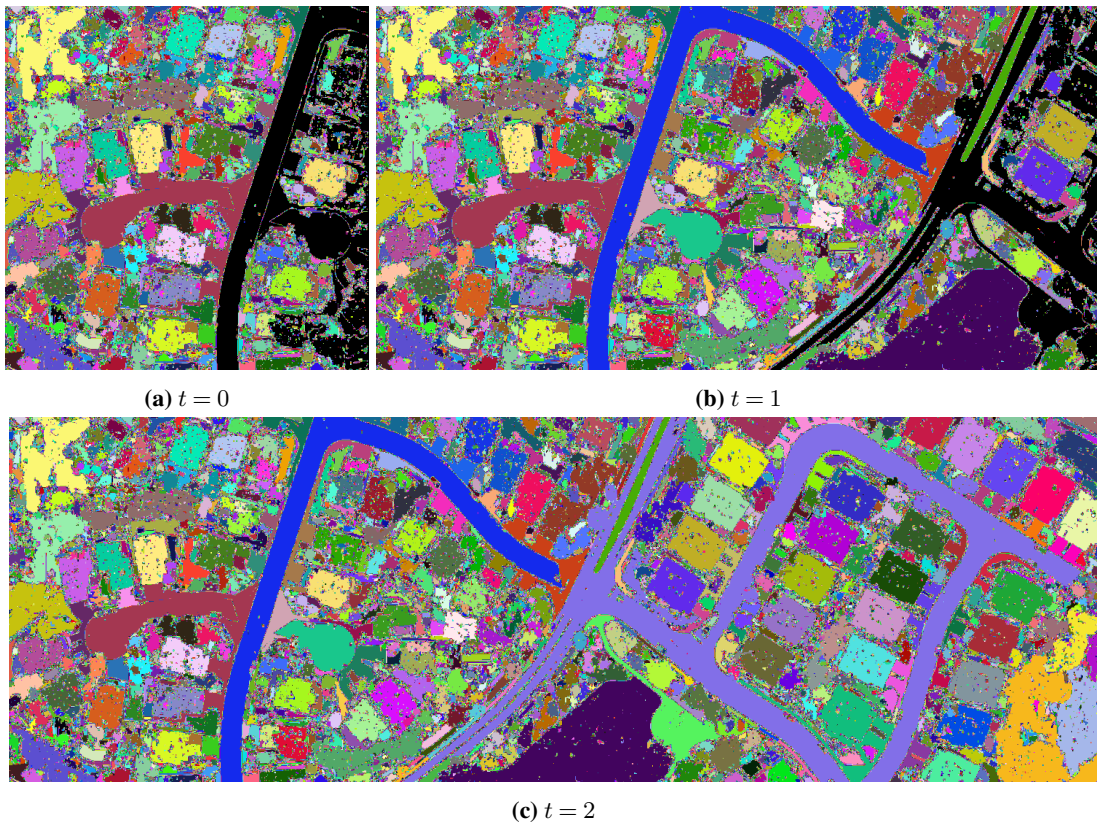 (a) t = 0
(b) t = 1
(c) t = 2